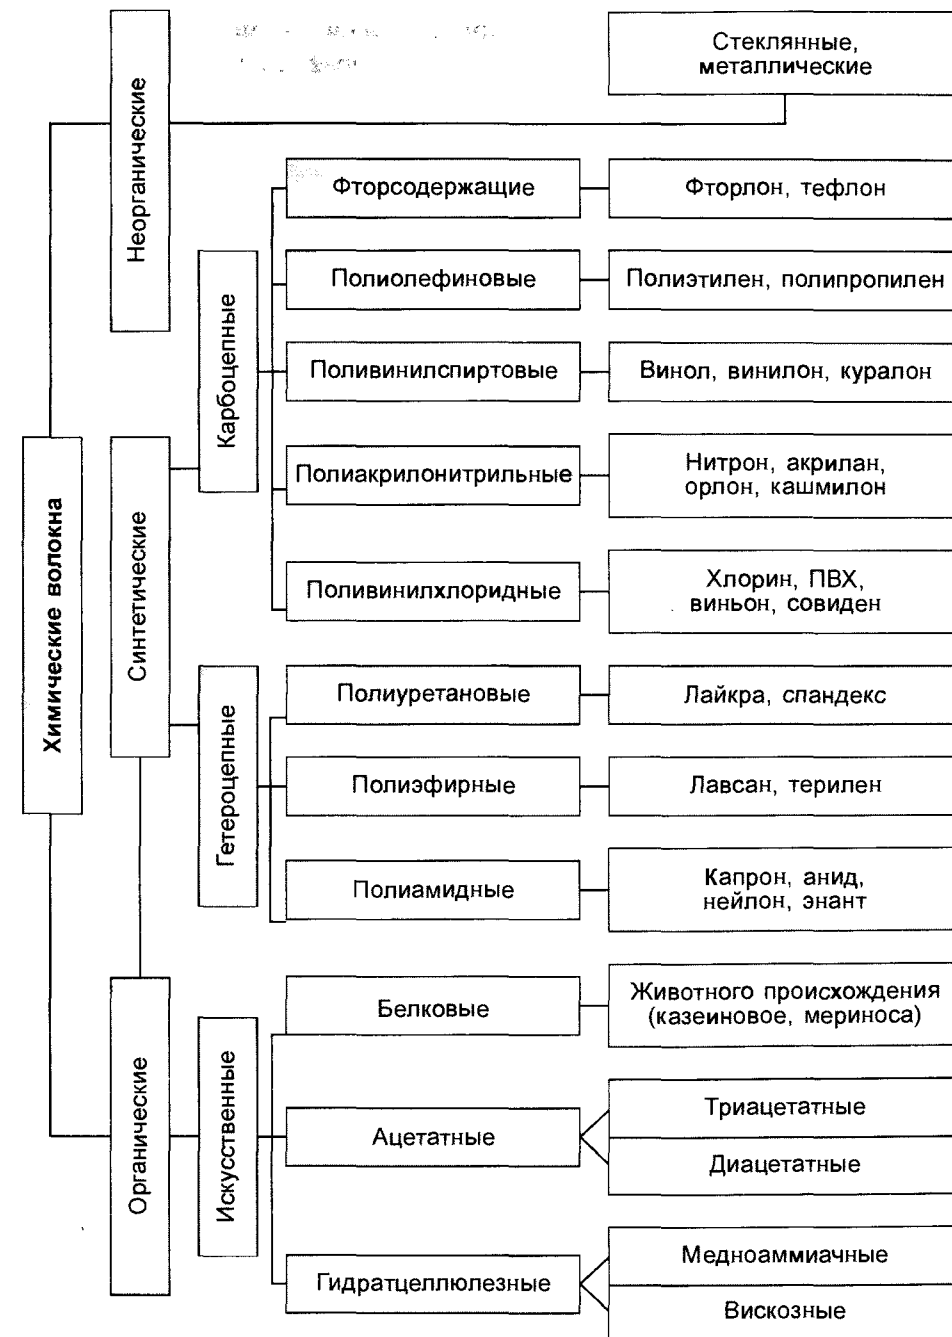 Стеклянные,
металлические
Неорганические
Фторсодержащие
Фторлон, тефлон
Полиолефиновые
Полиэтилен, полипропилен
Карбоцепные
Поливинилспиртовые
Винол, винилон, куралон
Полиакрилонитрильные
Нитрон, акрилан,
орлон, кашмилон
Поливинилхлоридные
Хлорин, ПВХ,
виньон, совиден
Химические волокна
Синтетические
Полиуретановые
Лайкра, спандекс
Гетероцепные
Полиэфирные
Лавсан, терилен
Полиамидные
Капрон, анид,
нейлон, энант
Белковые
Животного происхождения
(казеиновое, мериноса)
Органические
Искусственные
Ацетатные
Триацетатные
Диацетатные
Гидратцеллюлезные
Медноаммиачные
Вискозные